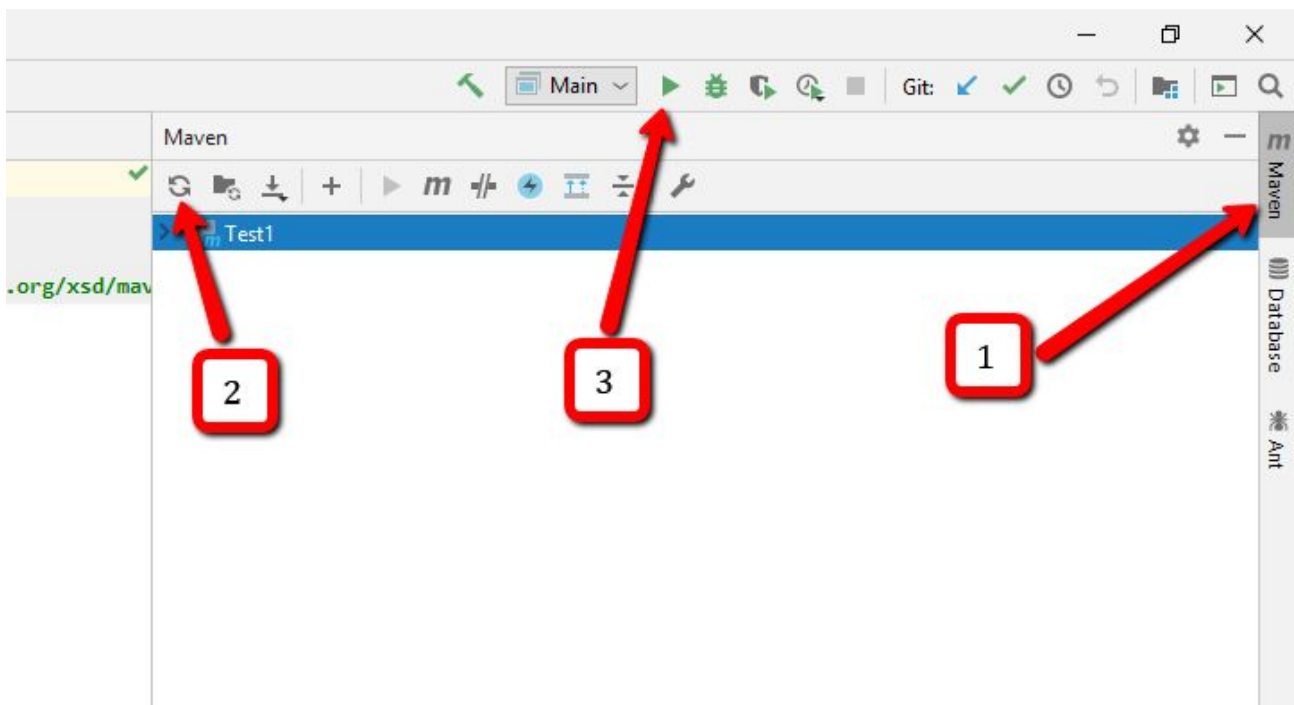 Main
Git:
Maven
m
Maven
m
m Test1
.org/xsd/mav
Database
1
2
3
Ant